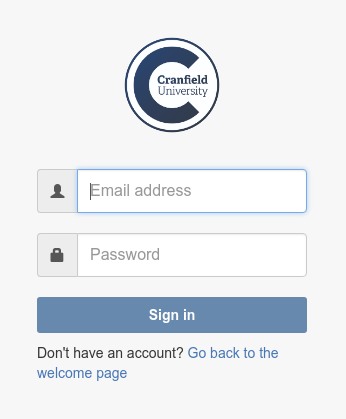 Cranfield
University
Email address
Password
Sign in
Don't have an account? Go back to the
welcome page